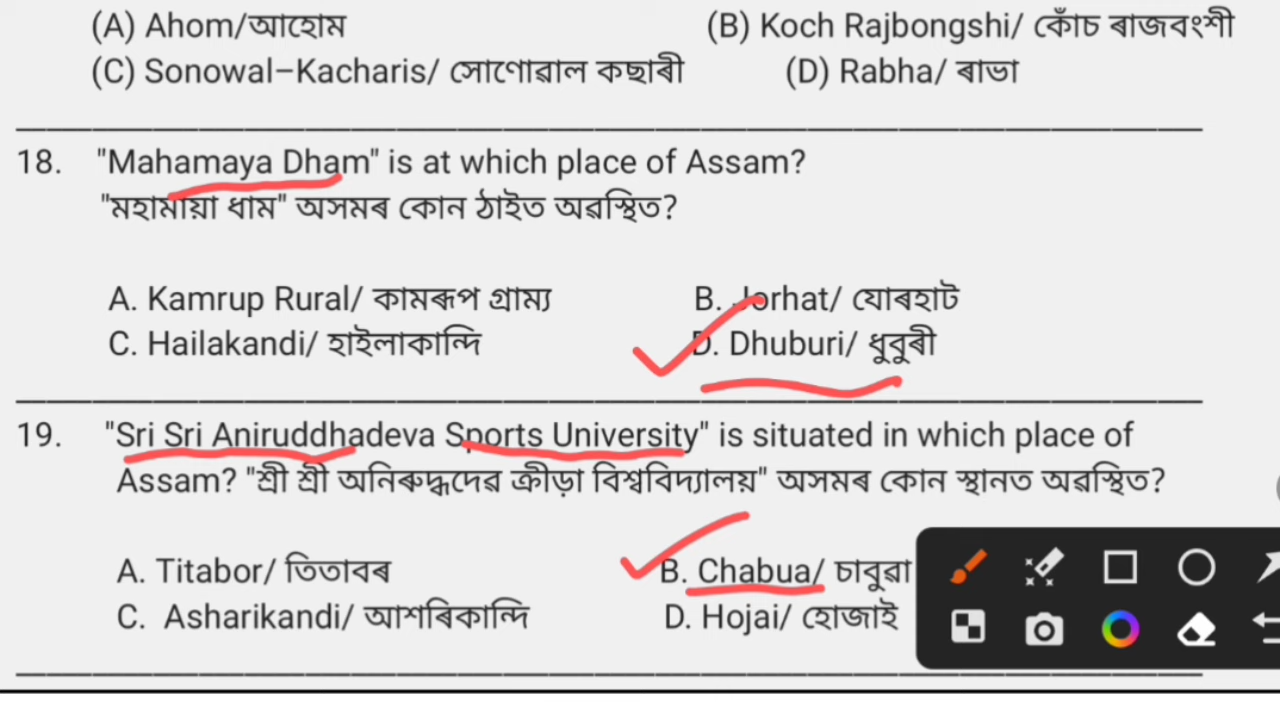 (A) Ahom/আহোম (B) Koch Rajbongshi/ কোঁচ ৰাজবংশী
(C) Sonowal-Kacharis/ সোণোৱাল কছাৰী (D) Rabha/ ৰাভা
18. "Mahamaya Dham" is at which place of Assam?
"মহামায়া ধাম" অসমৰ কোন ঠাইত অৱস্থিত?
A. Kamrup Rural/ কামৰূপ গ্ৰাম্য B. Jorhat/ যোৰহাট
C. Hailakandi/ হাইলাকান্দি D. Dhuburi/ ধুবুৰী
19. "Sri Sri Aniruddhadeva Sports University" is situated in which place of
Assam? "শ্ৰী শ্ৰী অনিৰুদ্ধদেৱ ক্ৰীড়া বিশ্ববিদ্যালয়" অসমৰ কোন স্থানত অৱস্থিত?
A. Titabor/ তিতাবৰ B. Chabua/ চাবুৱা
C. Asharikandi/ আশৰিকান্দি D. Hojai/ হোজাই